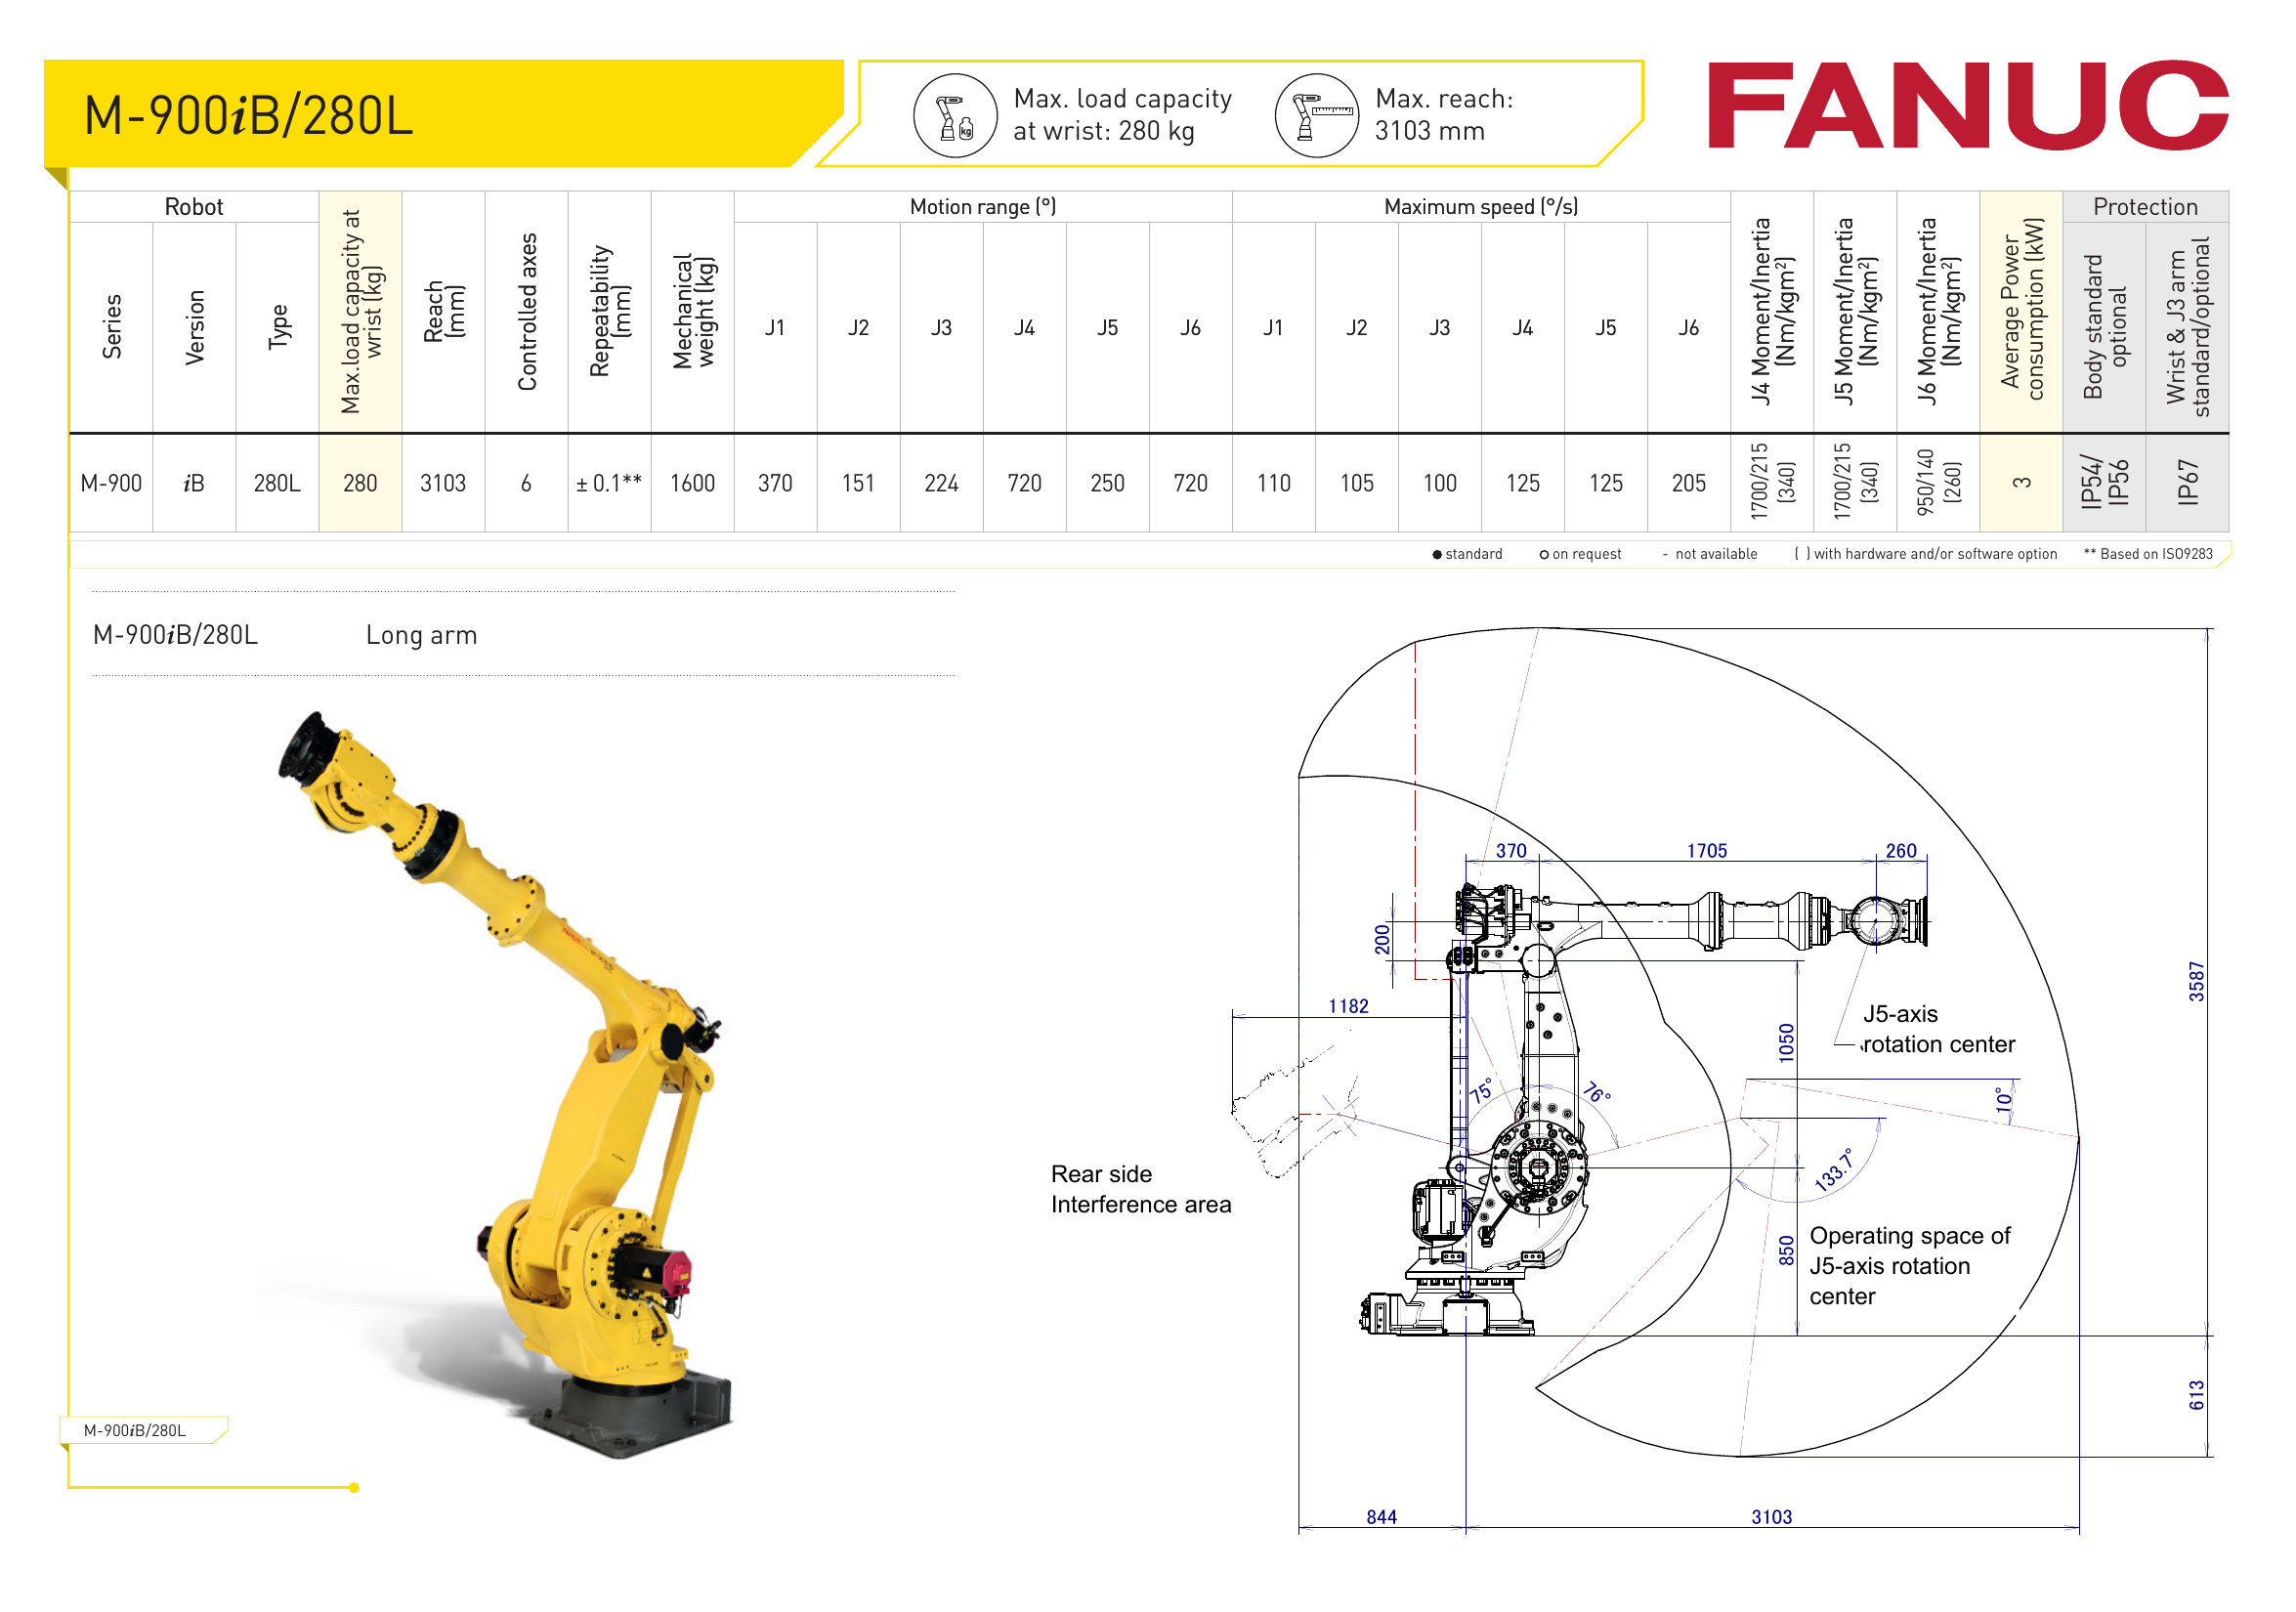 M-900iB/280L
Max. load capacity
at wrist: 280 kg
kg
Max. reach:
3103 mm
FANUC
Robot
Motion range (°)
Maximum speed (°/s)
Protection
Series
Version
Type
Max.load capacity at
wrist (kg)
Reach
(mm)
Controlled axes
Repeatability
(mm)
Mechanical
weight (kg)
J1
J2
J3
J4
J5
J6
J1
J2
J3
J4
J5
J6
J4 Moment/Inertia
(Nm/kgm²)
J5 Moment/Inertia
(Nm/kgm²)
J6 Moment/Inertia
(Nm/kgm²)
Average Power
consumption (kW)
Body standard
optional
Wrist & J3 arm
standard/optional
M-900
iB
280L
280
3103
6
± 0.1**
1600
370
151
224
720
250
720
110
105
100
125
125
205
1700/215
(340)
1700/215
(340)
950/140
(260)
3
IP54/
IP56
IP67
● standard
○ on request
- not available
( ) with hardware and/or software option
** Based on ISO9283
M-900iB/280L
Long arm
370
1705
260
200
1182
3587
J5-axis
rotation center
1050
75°
76°
10°
133.7°
Rear side
Interference area
850
Operating space of
J5-axis rotation
center
613
M-900iB/280L
844
3103